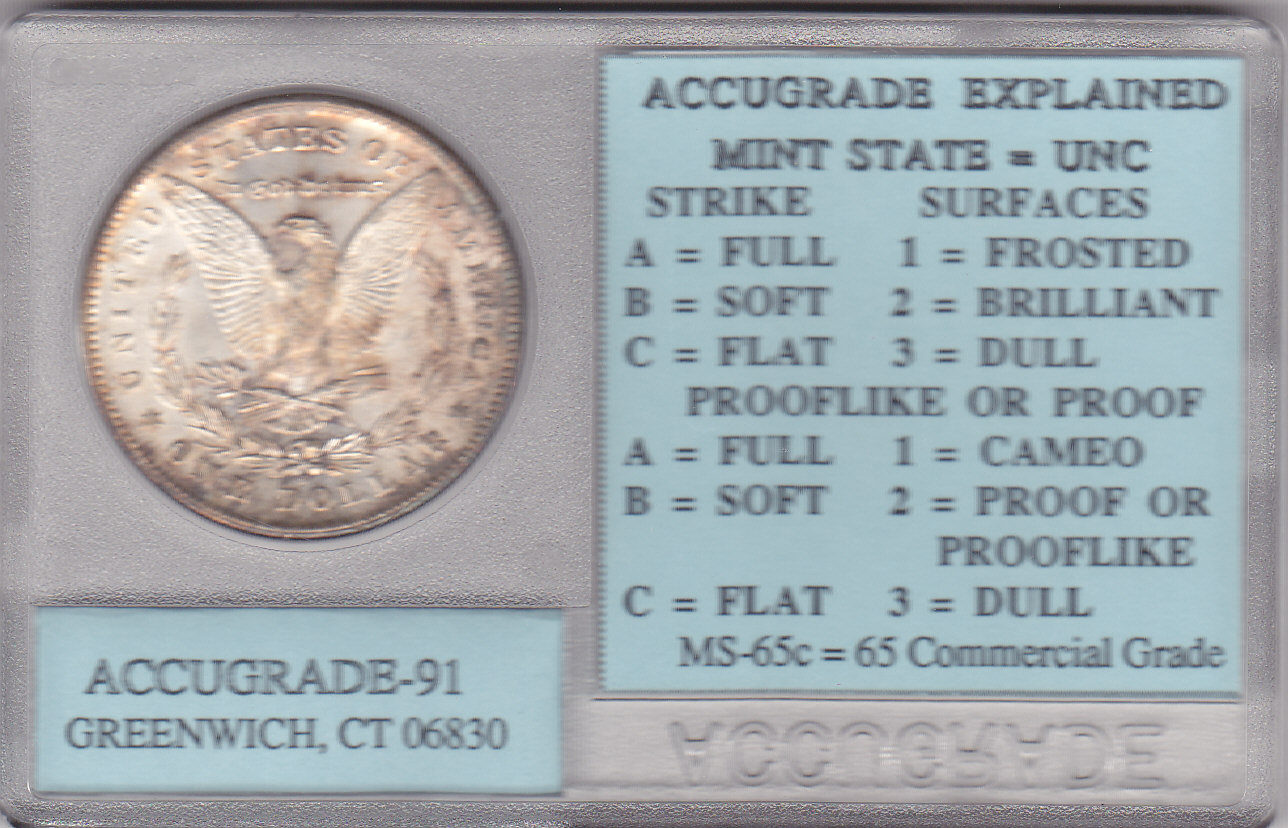 UNITED STATES OF AMERICA
ONE DOLLAR
ACCUGRADE EXPLAINED
MINT STATE = UNC
STRIKE SURFACES
A = FULL 1 = FROSTED
B = SOFT 2 = BRILLIANT
C = FLAT 3 = DULL
PROOFLIKE OR PROOF
A = FULL 1 = CAMEO
B = SOFT 2 = PROOF OR
PROOFLIKE
C = FLAT 3 = DULL
MS-65c = 65 Commercial Grade
ACCUGRADE-91
GREENWICH, CT 06830
ACCUGRADE